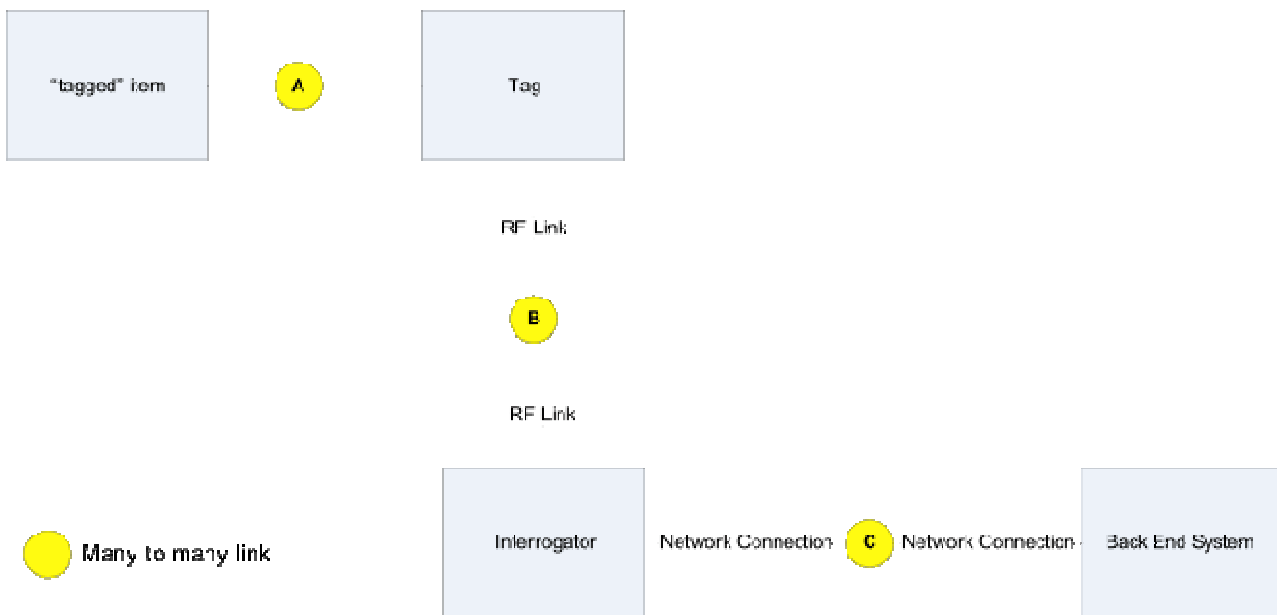 "tagged" item
A
Tag
RF Link
B
RF Link
Interrogator
Network Connection
C
Network Connection
Back End System
Many to many link